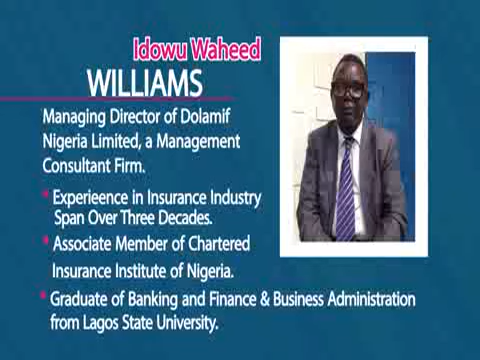 Idowu Waheed
WILLIAMS
Managing Director of Dolamif
Nigeria Limited, a Management
Consultant Firm.
* Experieence in Insurance Industry
Span Over Three Decades.
* Associate Member of Chartered
Insurance Institute of Nigeria.
* Graduate of Banking and Finance & Business Administration
from Lagos State University.